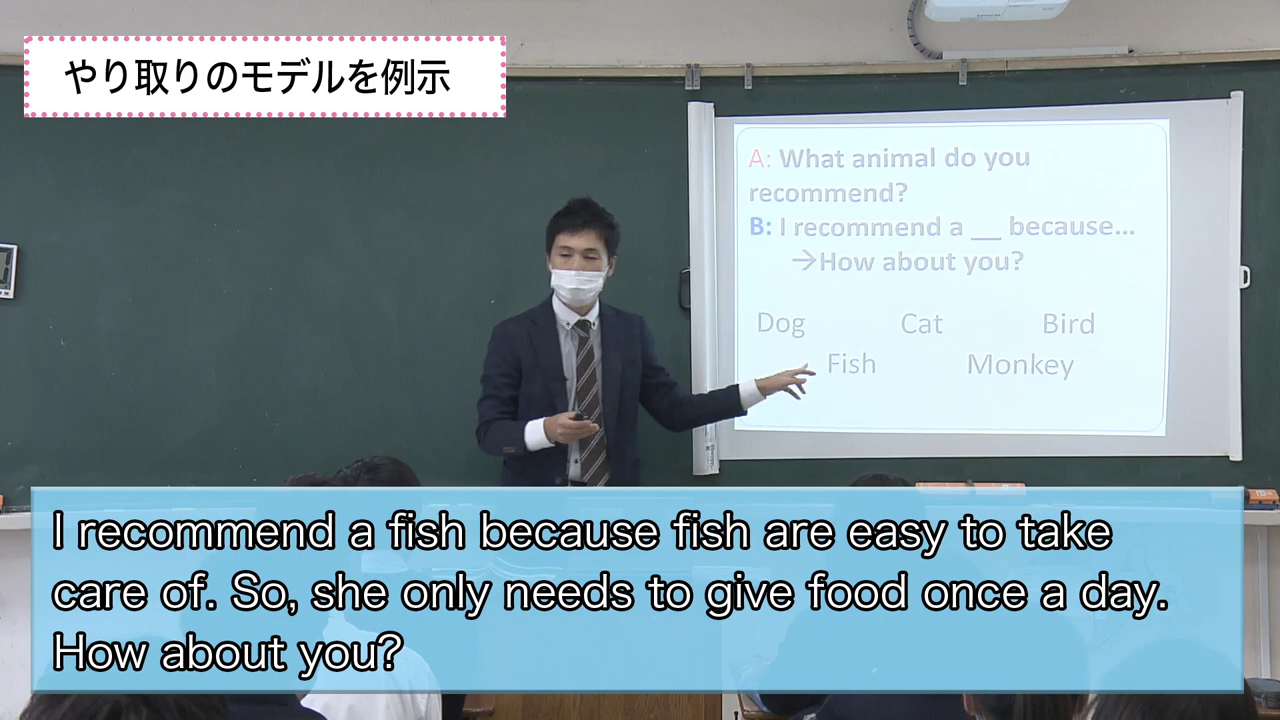 やり取りのモデルを例示
A: What animal do you
recommend?
B: I recommend a __ because...
→How about you?
Dog Cat Bird
Fish Monkey
I recommend a fish because fish are easy to take
care of. So, she only needs to give food once a day.
How about you?